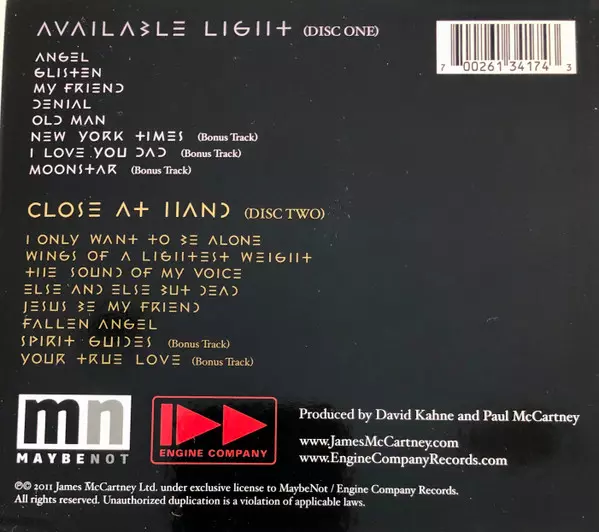 AVAILABLE LIGHT (DISC ONE)
ANGEL
GLISTEN
MY FRIEND
DENIAL
OLD MAN
NEW YORK TIMES (Bonus Track)
I LOVE YOU DAD (Bonus Track)
MOONSTAR (Bonus Track)
7 00261 34174 3
CLOSE AT HAND (DISC TWO)
I ONLY WANT TO BE ALONE
WINGS OF A LIGHTEST WEIGHT
THE SOUND OF MY VOICE
ELSE AND ELSE BUT DEAD
JESUS BE MY FRIEND
FALLEN ANGEL
SPIRIT GUIDES (Bonus Track)
YOUR TRUE LOVE (Bonus Track)
mn
MAYBENOT
ENGINE COMPANY
Produced by David Kahne and Paul McCartney
www.JamesMcCartney.com
www.EngineCompanyRecords.com
℗© 2011 James McCartney Ltd. under exclusive license to MaybeNot / Engine Company Records.
All rights reserved. Unauthorized duplication is a violation of applicable laws.